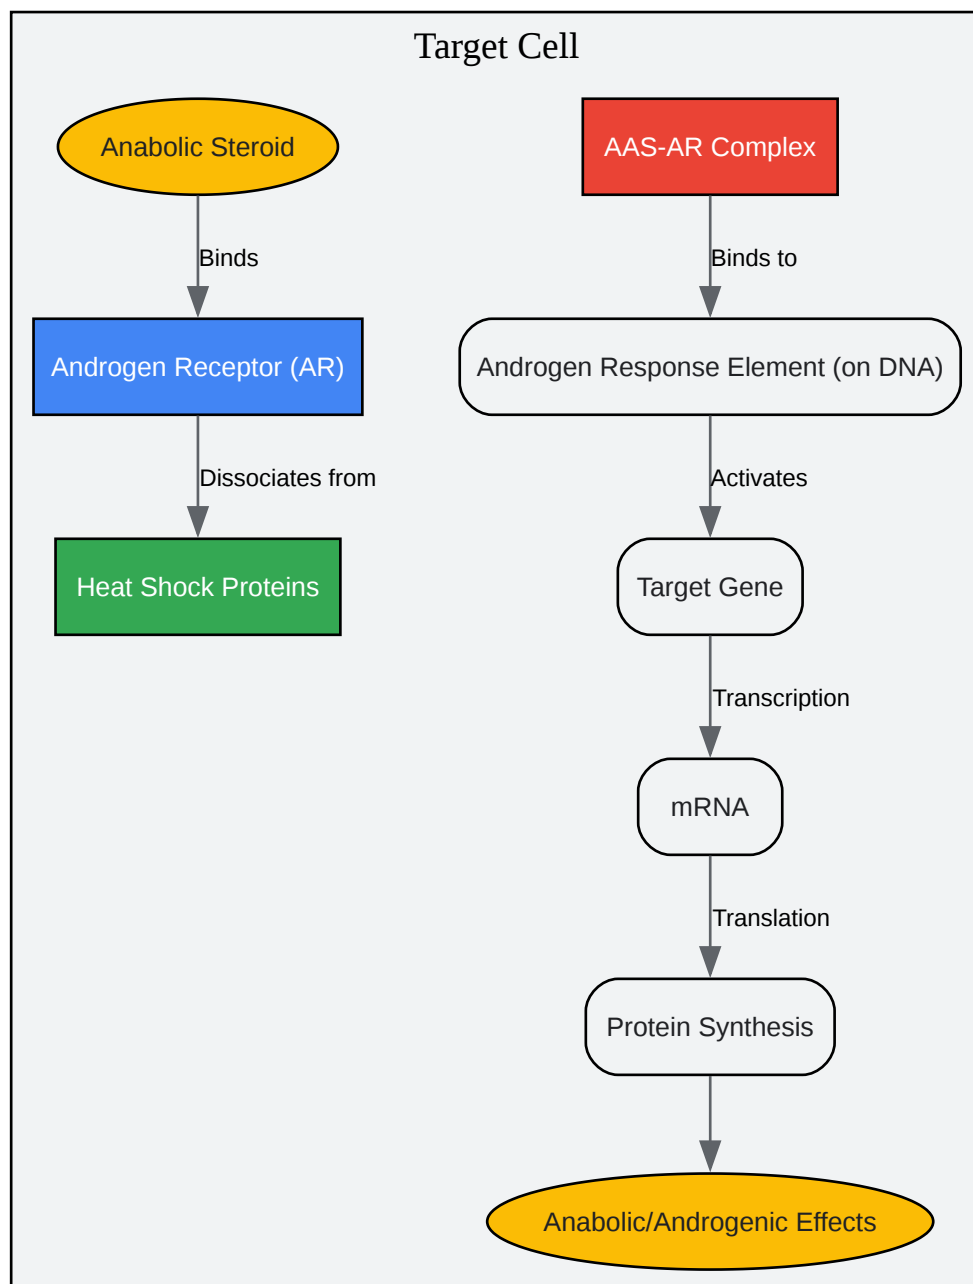 Target Cell
Anabolic Steroid
Binds
Androgen Receptor (AR)
Dissociates from
Heat Shock Proteins
AAS-AR Complex
Binds to
Androgen Response Element (on DNA)
Activates
Target Gene
Transcription
mRNA
Translation
Protein Synthesis
Anabolic/Androgenic Effects